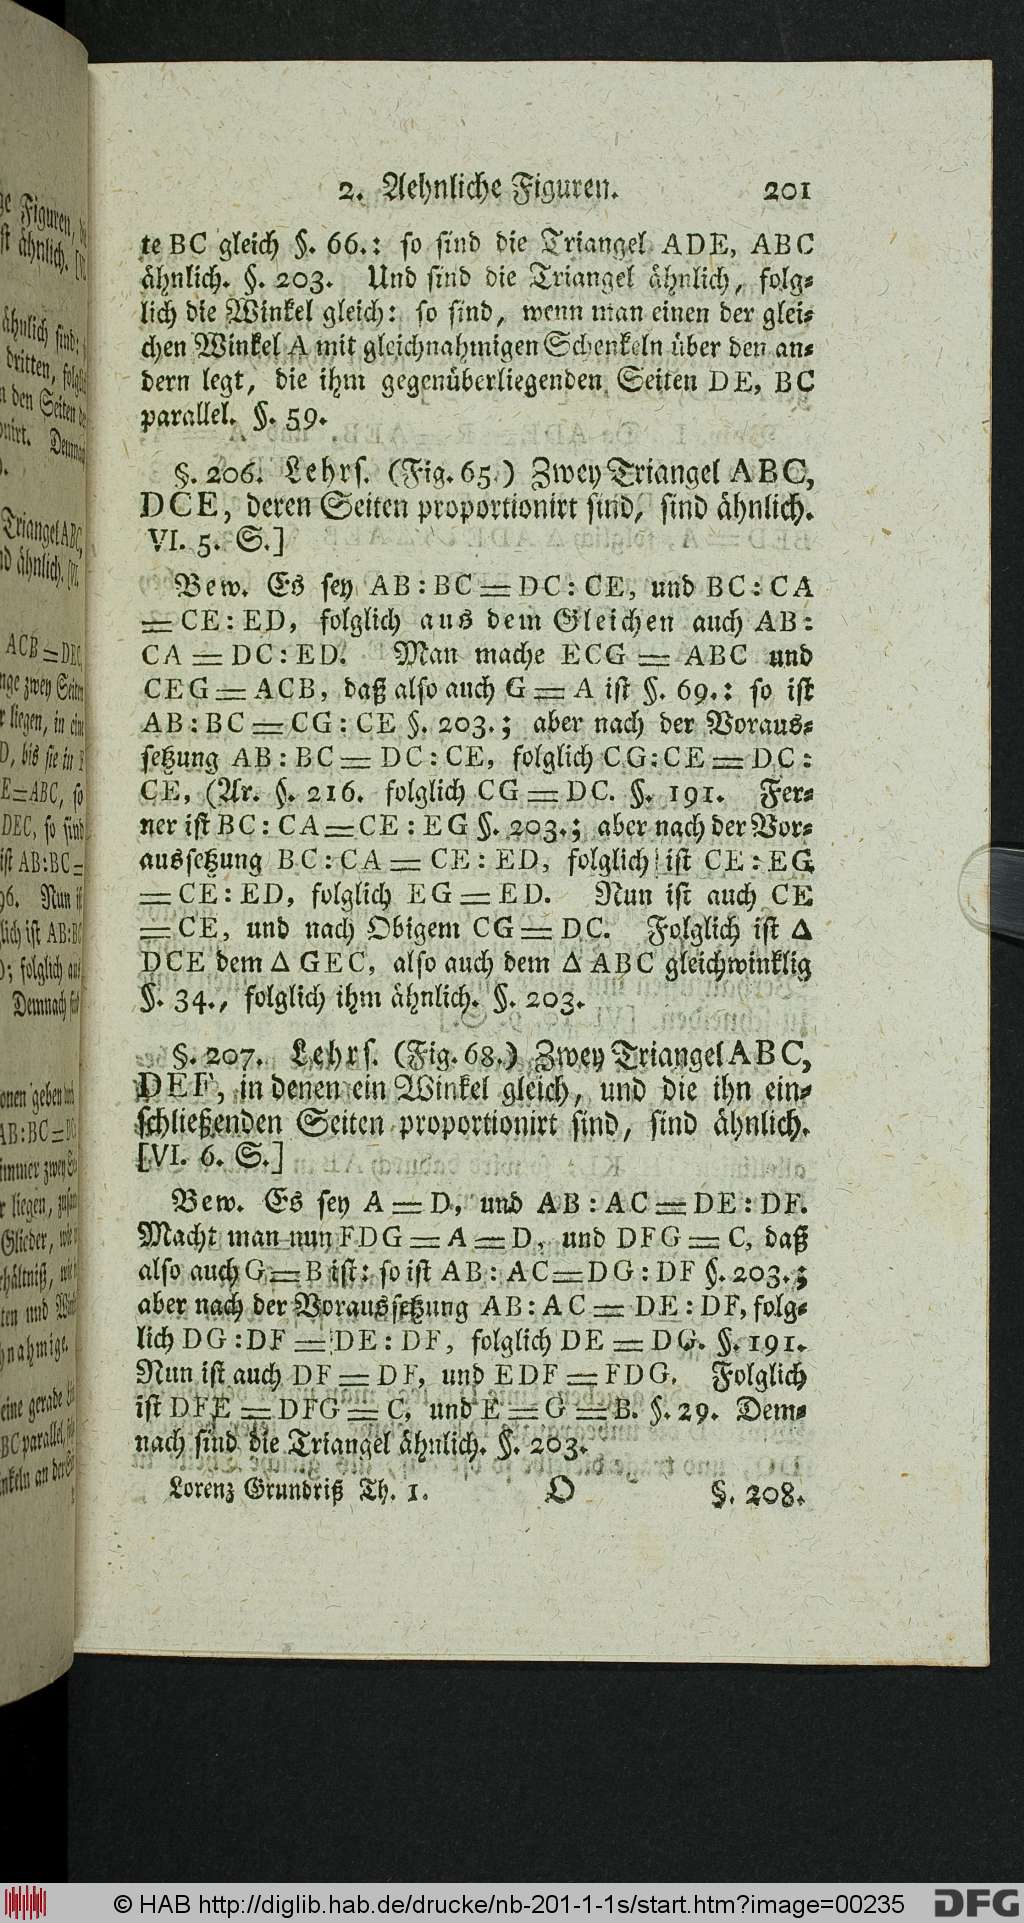 2. Aehnliche Figuren. 201
te BC gleich §. 66.: so sind die Triangel ADE, ABC
ähnlich. §. 203. Und sind die Triangel ähnlich, folg-
lich die Winkel gleich: so sind, wenn man einen der glei-
chen Winkel A mit gleichnahmigen Schenkeln über den an-
dern legt, die ihm gegenüberliegenden Seiten DE, BC
parallel. §. 59.
§. 206. Lehrs. (Fig. 65.) Zwey Triangel ABC,
DCE, deren Seiten proportionirt sind, sind ähnlich.
VI. 5. S.]
Bew. Es sey AB : BC = DC : CE, und BC : CA
= CE : ED, folglich aus dem Gleichen auch AB :
CA = DC : ED. Man mache ECG = ABC und
CEG = ACB, daß also auch G = A ist §. 69.: so ist
AB : BC = CG : CE §. 203.; aber nach der Voraus-
setzung AB : BC = DC : CE, folglich CG : CE = DC :
CE, (Ar. §. 216. folglich CG = DC. §. 191. Fer-
ner ist BC : CA = CE : EG §. 203.; aber nach der Vor-
aussetzung BC : CA = CE : ED, folglich ist CE : EG
= CE : ED, folglich EG = ED. Nun ist auch CE
= CE, und nach Obigem CG = DC. Folglich ist Δ
DCE dem Δ GEC, also auch dem Δ ABC gleichwinklig
§. 34., folglich ihm ähnlich. §. 203.
§. 207. Lehrs. (Fig. 68.) Zwey Triangel ABC,
DEF, in denen ein Winkel gleich, und die ihn ein-
schließenden Seiten proportionirt sind, sind ähnlich.
[VI. 6. S.]
Bew. Es sey A = D, und AB : AC = DE : DF.
Macht man nun FDG = A = D, und DFG = C, daß
also auch G = B ist: so ist AB : AC = DG : DF §. 203.;
aber nach der Voraussetzung AB : AC = DE : DF, folg-
lich DG : DF = DE : DF, folglich DE = DG. §. 191.
Nun ist auch DF = DF, und EDF = FDG. Folglich
ist DFE = DFG = C, und E = G = B. §. 29. Dem-
nach sind die Triangel ähnlich. §. 203.
Lorenz Grundriß Th. 1. O §. 208.
© HAB http://diglib.hab.de/drucke/nb-201-1-1s/start.htm?image=00235 DFG